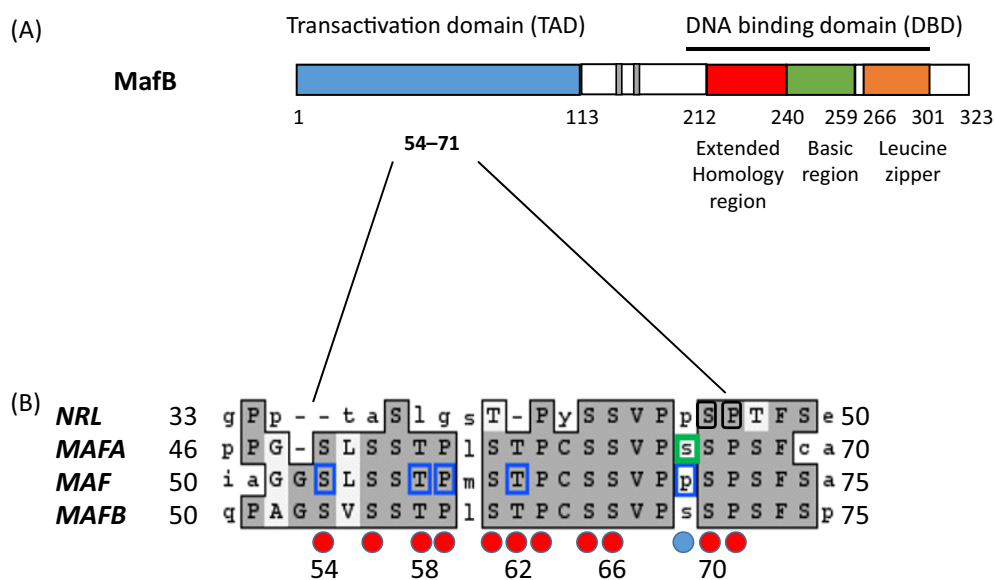 (A)
Transactivation domain (TAD)
DNA binding domain (DBD)
MafB
1 113 212 240 259 266 301 323
54–71
Extended Homology region
Basic region
Leucine zipper
(B)
NRL 33 g P p - - t a S l g s T - P y S S V P p S P T F S e 50
MAFA 46 p P G - S L S S T P l S T P C S S V P s S P S F c a 70
MAF 50 i a G G S L S S T P m S T P C S S V P p S P S F S a 75
MAFB 50 q P A G S V S S T P l S T P C S S V P s S P S F S p 75
54 58 62 66 70